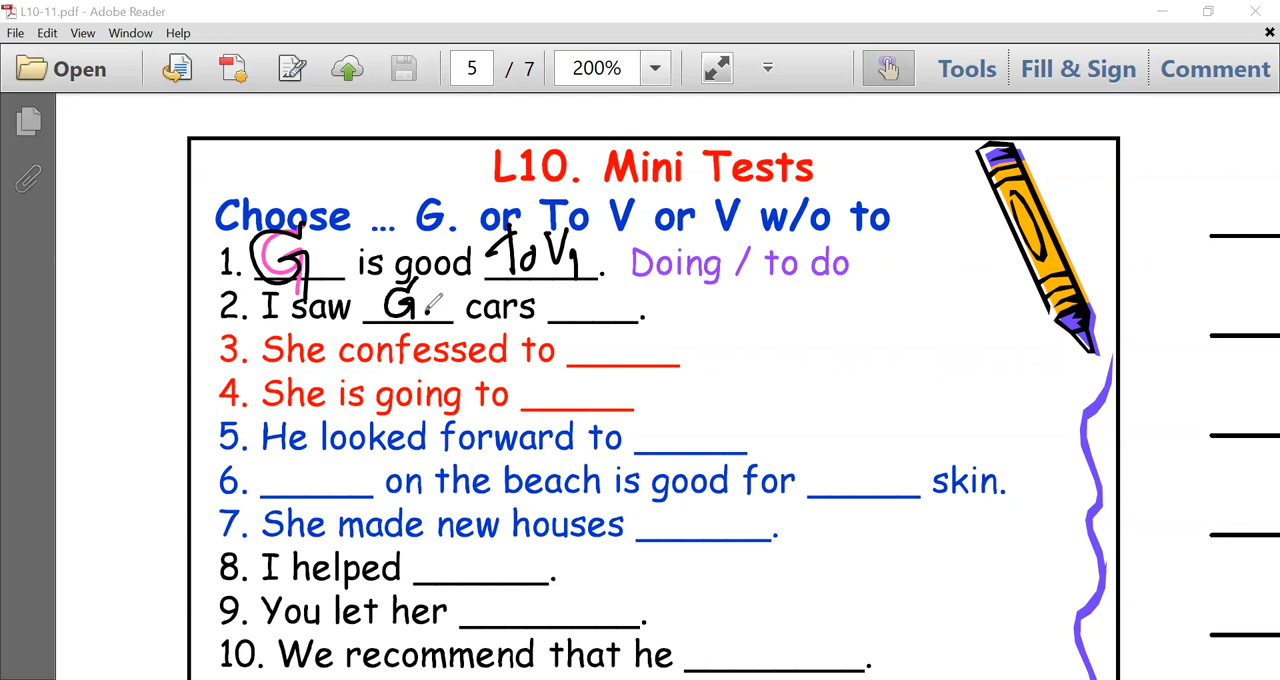 L10-11.pdf - Adobe Reader
File Edit View Window Help
Open 5 / 7 200% Tools Fill & Sign Comment
L10. Mini Tests
Choose ... G. or To V or V w/o to
1. G is good To V1. Doing / to do
2. I saw G. cars _____.
3. She confessed to ______
4. She is going to ______
5. He looked forward to ______
6. ______ on the beach is good for ______ skin.
7. She made new houses _______.
8. I helped _______.
9. You let her _________.
10. We recommend that he _________.